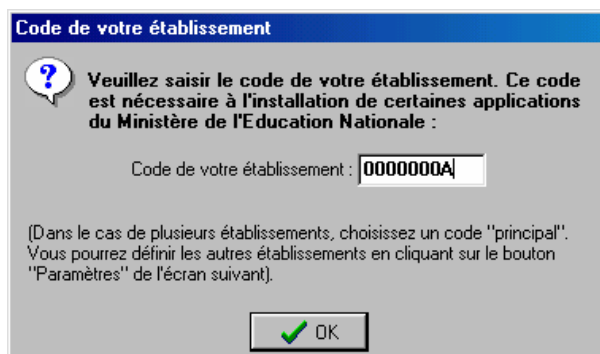 Code de votre établissement
Veuillez saisir le code de votre établissement. Ce code
est nécessaire à l'installation de certaines applications
du Ministère de l'Education Nationale :
Code de votre établissement : 0000000A
(Dans le cas de plusieurs établissements, choisissez un code "principal".
Vous pourrez définir les autres établissements en cliquant sur le bouton
"Paramètres" de l'écran suivant).
OK